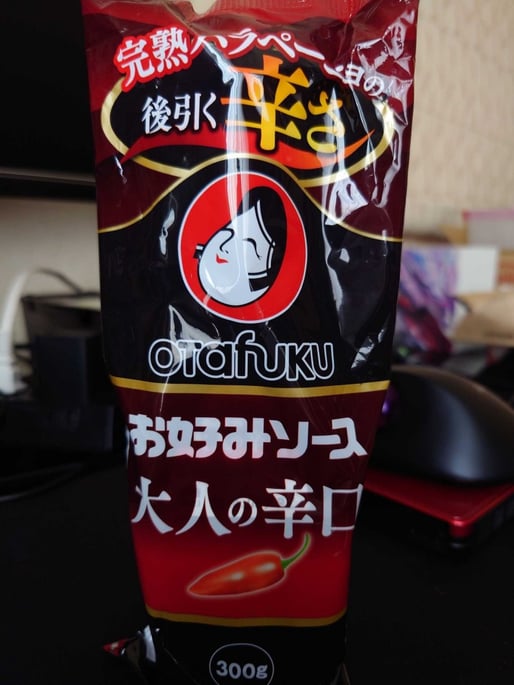 完熟ハラペーニョの
後引く辛さ
OTafuKU
お好みソース
大人の辛口
300g